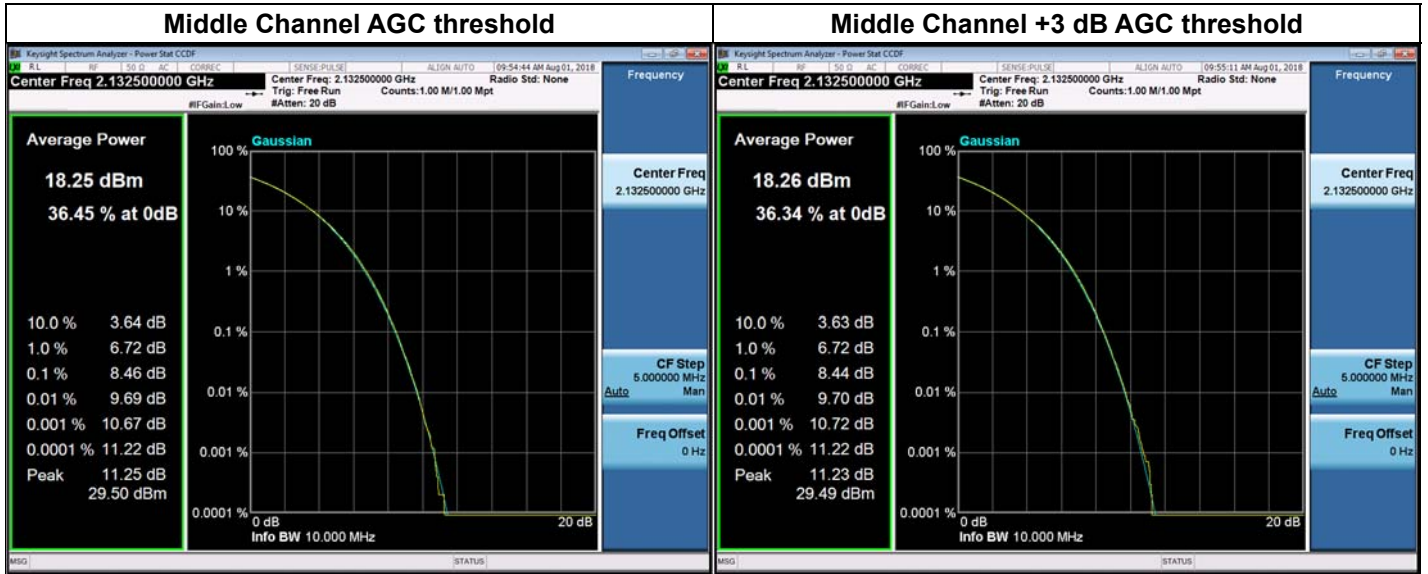 Middle Channel AGC threshold
Keysight Spectrum Analyzer - Power Stat CCDF
RL RF 50 Ω AC CORREC SENSE:PULSE ALIGN AUTO 09:54:44 AM Aug 01, 2018
Center Freq 2.132500000 GHz
Center Freq: 2.132500000 GHz Radio Std: None
Trig: Free Run Counts:1.00 M/1.00 Mpt
#IFGain:Low #Atten: 20 dB
Frequency
Average Power
18.25 dBm
36.45 % at 0dB
10.0 % 3.64 dB
1.0 % 6.72 dB
0.1 % 8.46 dB
0.01 % 9.69 dB
0.001 % 10.67 dB
0.0001 % 11.22 dB
Peak 11.25 dB
29.50 dBm
Gaussian
100 %
10 %
1 %
0.1 %
0.01 %
0.001 %
0.0001 %
0 dB 20 dB
Info BW 10.000 MHz
Center Freq
2.132500000 GHz
CF Step
5.000000 MHz
Auto Man
Freq Offset
0 Hz
MSG STATUS
Middle Channel +3 dB AGC threshold
Keysight Spectrum Analyzer - Power Stat CCDF
RL RF 50 Ω AC CORREC SENSE:PULSE ALIGN AUTO 09:55:11 AM Aug 01, 2018
Center Freq 2.132500000 GHz
Center Freq: 2.132500000 GHz Radio Std: None
Trig: Free Run Counts:1.00 M/1.00 Mpt
#IFGain:Low #Atten: 20 dB
Frequency
Average Power
18.26 dBm
36.34 % at 0dB
10.0 % 3.63 dB
1.0 % 6.72 dB
0.1 % 8.44 dB
0.01 % 9.70 dB
0.001 % 10.72 dB
0.0001 % 11.22 dB
Peak 11.23 dB
29.49 dBm
Gaussian
100 %
10 %
1 %
0.1 %
0.01 %
0.001 %
0.0001 %
0 dB 20 dB
Info BW 10.000 MHz
Center Freq
2.132500000 GHz
CF Step
5.000000 MHz
Auto Man
Freq Offset
0 Hz
MSG STATUS